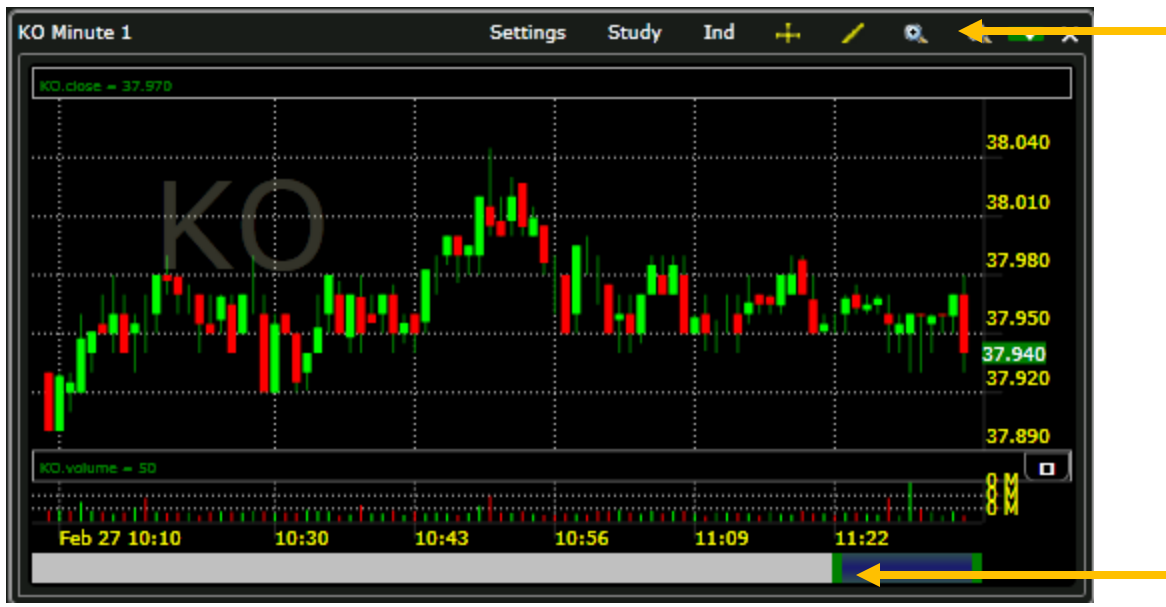 KO Minute 1 Settings Study Ind
KO.close = 37.970
KO
38.040
38.010
37.980
37.950
37.940
37.920
37.890
KO.volume = 50
0 M
0 M
0 M
Feb 27 10:10 10:30 10:43 10:56 11:09 11:22